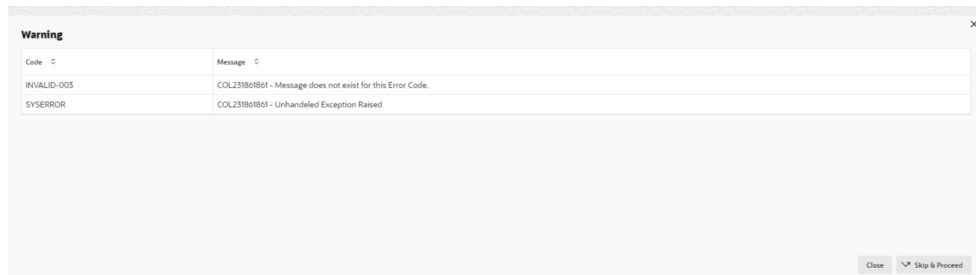 Warning
Code Message
INVALID-003 COL231861861 - Message does not exist for this Error Code.
SYSERROR COL231861861 - Unhandeled Exception Raised
Close Skip & Proceed